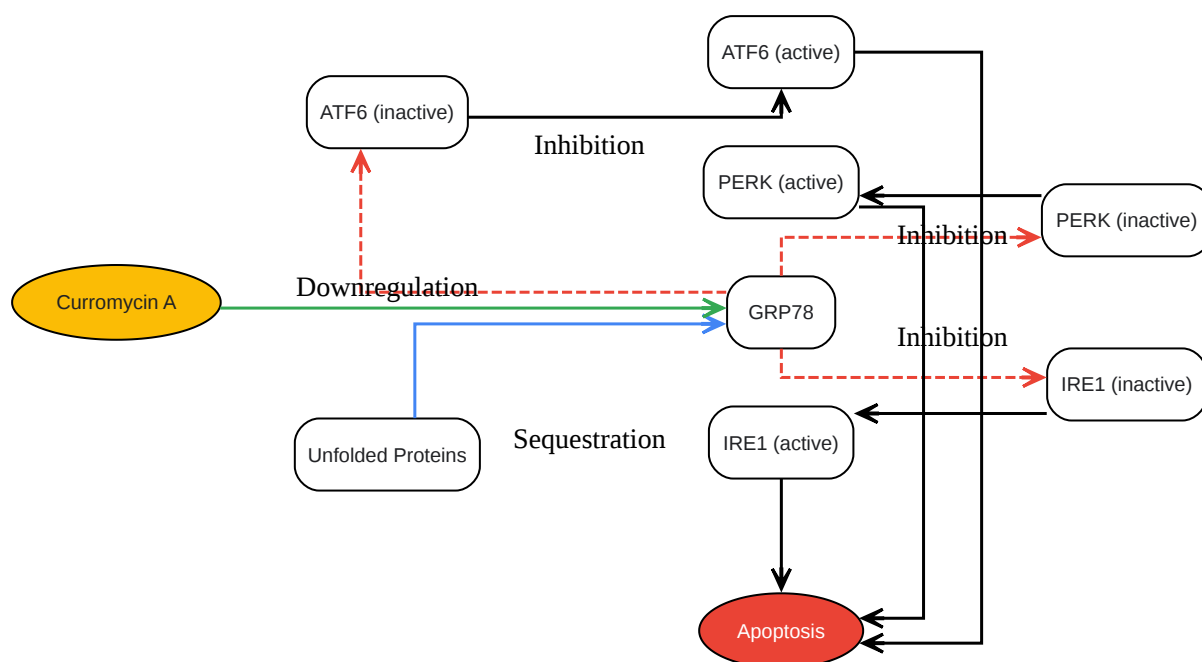 ATF6 (active)
ATF6 (inactive)
Inhibition
PERK (active)
PERK (inactive)
Inhibition
Downregulation
Curromycin A
GRP78
Inhibition
IRE1 (inactive)
Unfolded Proteins
Sequestration
IRE1 (active)
Apoptosis